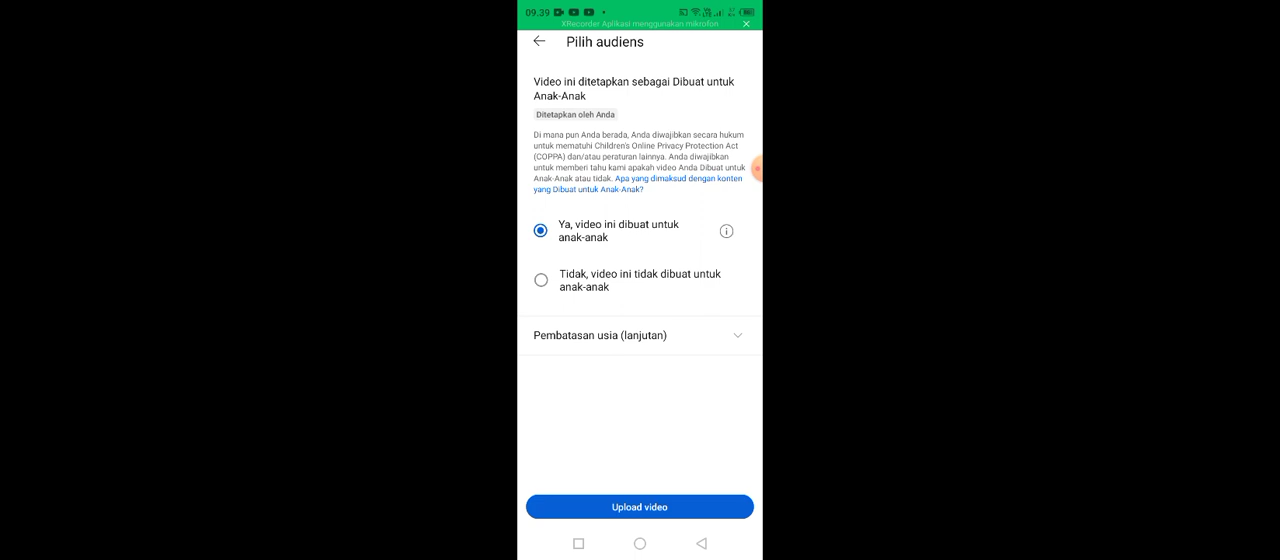 09.39
XRecorder Aplikasi menggunakan mikrofon
Pilih audiens
Video ini ditetapkan sebagai Dibuat untuk
Anak-Anak
Ditetapkan oleh Anda
Di mana pun Anda berada, Anda diwajibkan secara hukum
untuk mematuhi Children's Online Privacy Protection Act
(COPPA) dan/atau peraturan lainnya. Anda diwajibkan
untuk memberi tahu kami apakah video Anda Dibuat untuk
Anak-Anak atau tidak. Apa yang dimaksud dengan konten
yang Dibuat untuk Anak-Anak?
Ya, video ini dibuat untuk
anak-anak
Tidak, video ini tidak dibuat untuk
anak-anak
Pembatasan usia (lanjutan)
Upload video